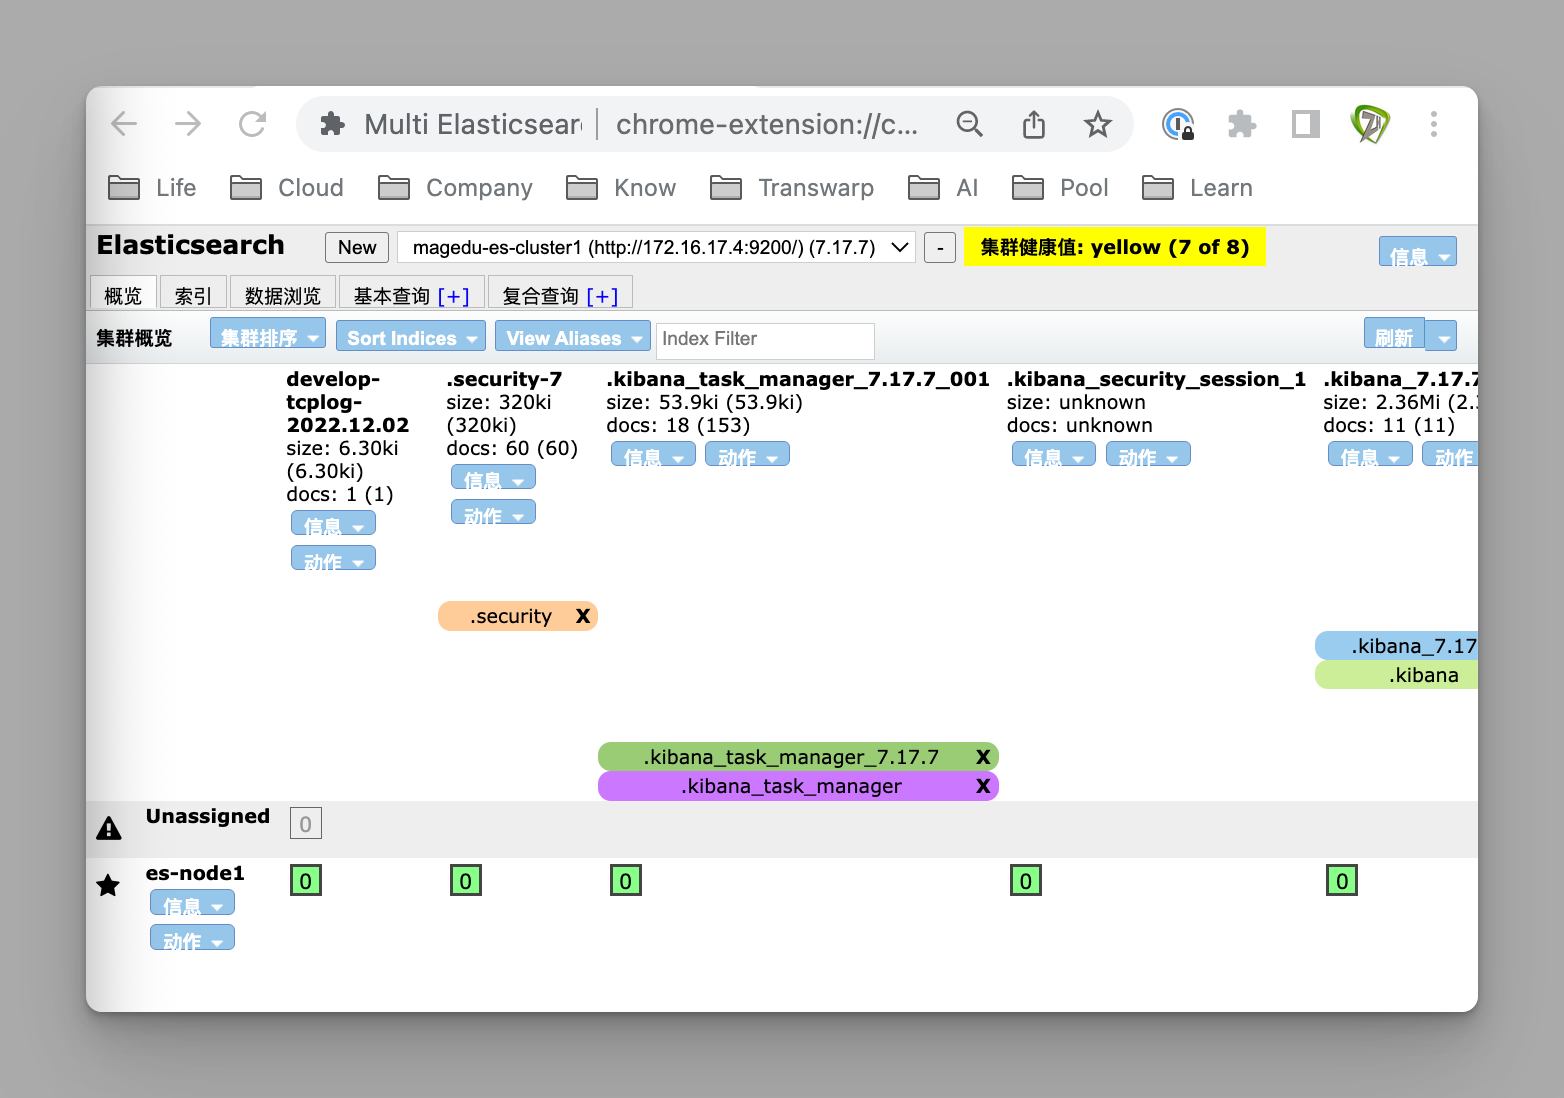 Multi Elasticsear
chrome-extension://c...
Life Cloud Company Know Transwarp AI Pool Learn
Elasticsearch New magedu-es-cluster1 (http://172.16.17.4:9200/) (7.17.7) - 集群健康值: yellow (7 of 8) 信息
概览 索引 数据浏览 基本查询 [+] 复合查询 [+]
集群概览 集群排序 Sort Indices View Aliases Index Filter 刷新
develop-
tcplog-
2022.12.02
size: 6.30ki
(6.30ki)
docs: 1 (1)
信息
动作
.security-7
size: 320ki
(320ki)
docs: 60 (60)
信息
动作
.kibana_task_manager_7.17.7_001
size: 53.9ki (53.9ki)
docs: 18 (153)
信息 动作
.kibana_security_session_1
size: unknown
docs: unknown
信息 动作
.kibana_7.17.7
size: 2.36Mi (2.
docs: 11 (11)
信息 动作
.security X
.kibana_7.17
.kibana
.kibana_task_manager_7.17.7 X
.kibana_task_manager X
Unassigned 0
es-node1 0 0 0 0 0
信息
动作